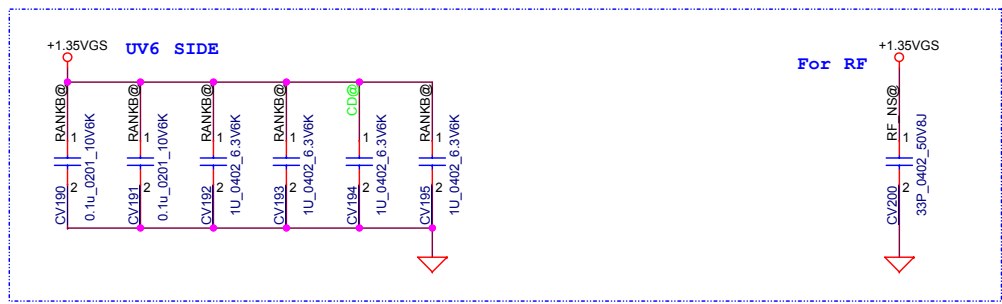 +1.35VGS
UV6 SIDE
RANKB@
1
0.1u_0201_10V6K
2
CV190
RANKB@
1
0.1u_0201_10V6K
2
CV191
RANKB@
1
1U_0402_6.3V6K
2
CV192
RANKB@
1
1U_0402_6.3V6K
2
CV193
CD@
1
1U_0402_6.3V6K
2
CV194
RANKB@
1
1U_0402_6.3V6K
2
CV195
For RF
+1.35VGS
RF_NS@
1
33P_0402_50V8J
2
CV200